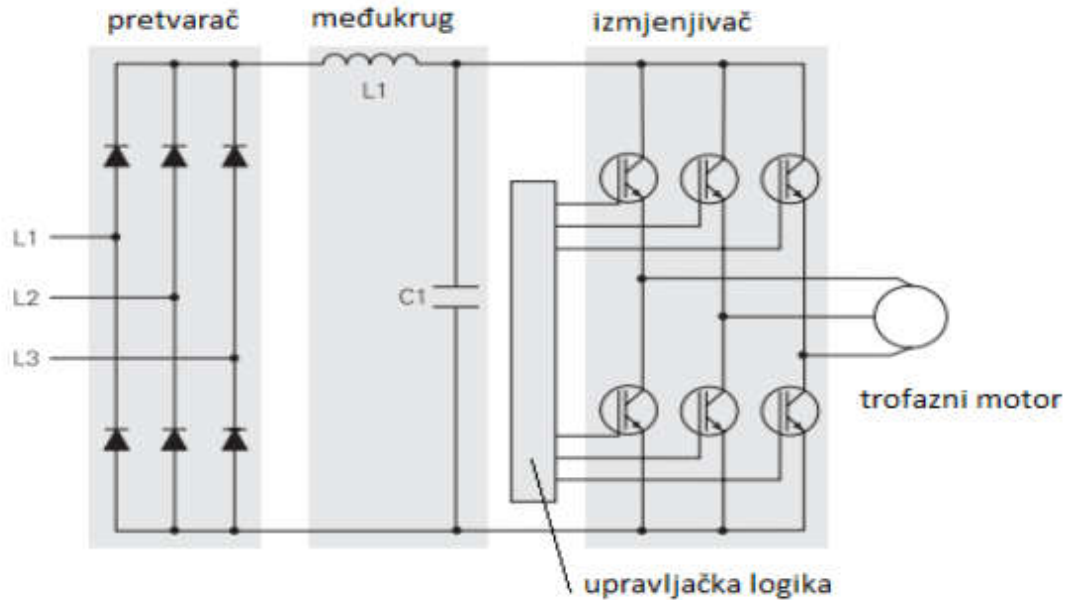 pretvarač
međukrug
izmjenjivač
L1
L1
L2
C1
L3
trofazni motor
upravljačka logika